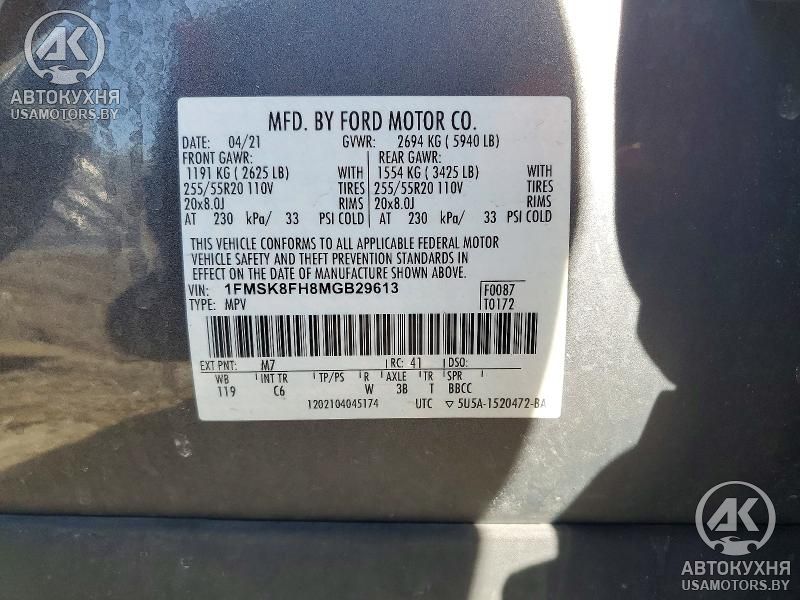 AK
АВТОКУХНЯ
USAMOTORS.BY
MFD. BY FORD MOTOR CO.
DATE: 04/21 GVWR: 2694 KG ( 5940 LB)
FRONT GAWR: REAR GAWR:
1191 KG ( 2625 LB) WITH 1554 KG ( 3425 LB) WITH
255/55R20 110V TIRES 255/55R20 110V TIRES
20x8.0J RIMS 20x8.0J RIMS
AT 230 kPa/ 33 PSI COLD AT 230 kPa/ 33 PSI COLD
THIS VEHICLE CONFORMS TO ALL APPLICABLE FEDERAL MOTOR
VEHICLE SAFETY AND THEFT PREVENTION STANDARDS IN
EFFECT ON THE DATE OF MANUFACTURE SHOWN ABOVE.
VIN: 1FMSK8FH8MGB29613 F0087
TYPE: MPV T0172
EXT PNT: M7 RC: 41 DSO:
WB INT TR TP/PS R AXLE TR SPR
119 C6 W 3B T BBCC
1202104045174 UTC ▽ 5U5A-1520472-BA
AK
АВТОКУХНЯ
USAMOTORS.BY